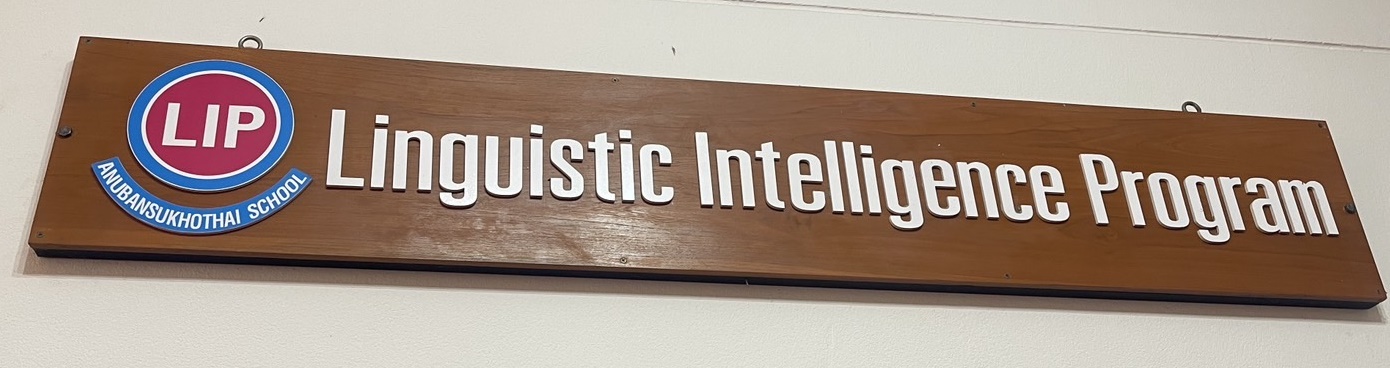 LIP
ANUBANSUKHOTHAI SCHOOL
Linguistic Intelligence Program